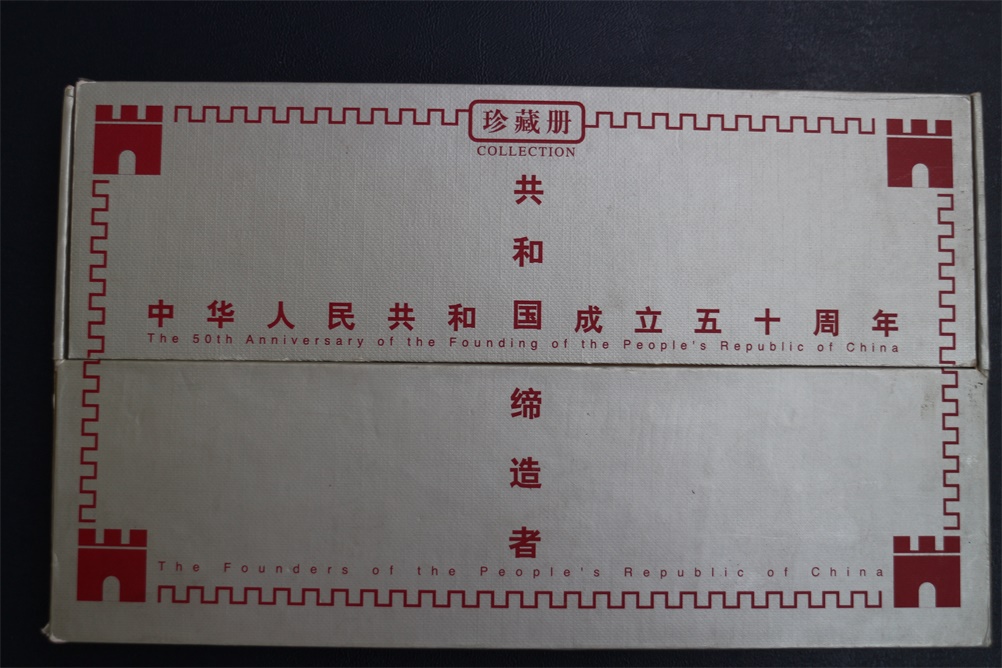 珍藏册
COLLECTION
共和国缔造者
中华人民共和国成立五十周年
The 50th Anniversary of the Founding of the People's Republic of China
The Founders of the People's Republic of China